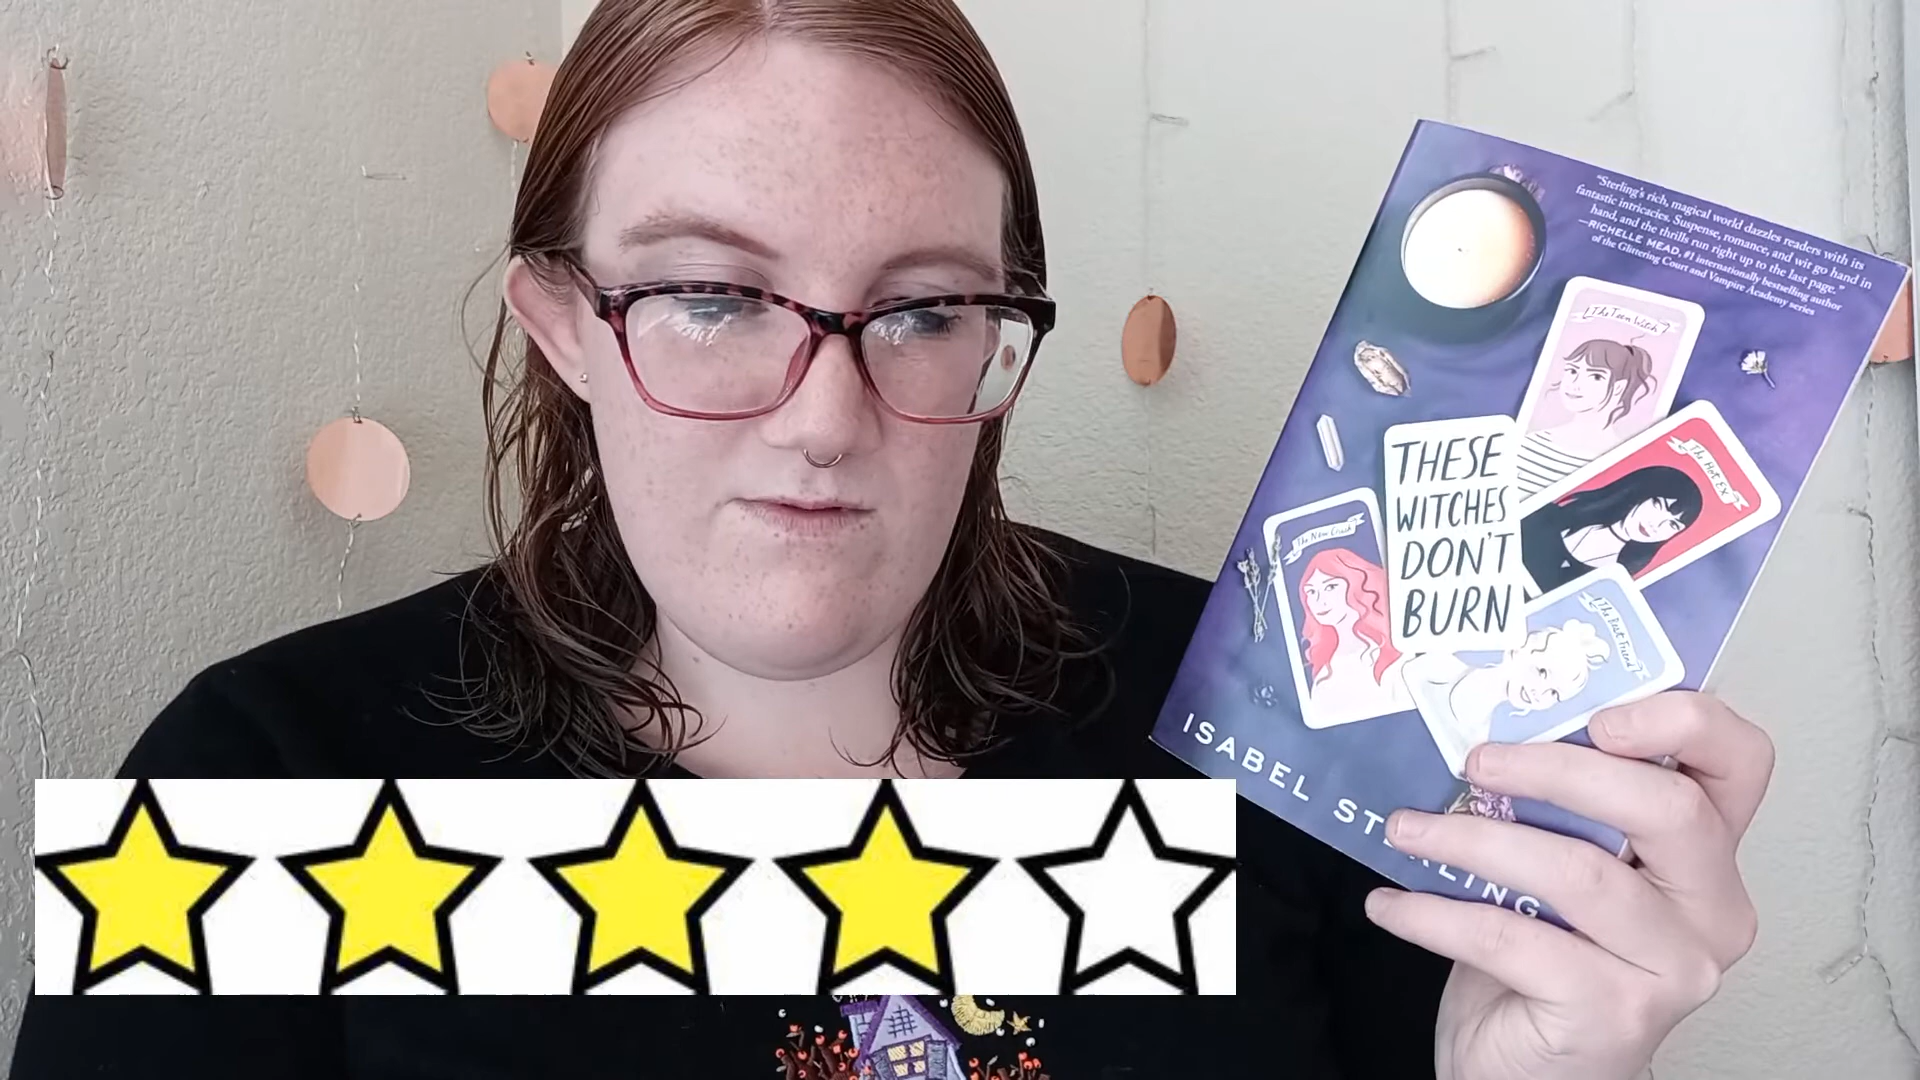 "Sterling's rich, magical world dazzles readers with its
fantastic intricacies. Suspense, romance, and wit go hand in
hand, and the thrills run right up to the last page."
—RICHELLE MEAD, #1 internationally bestselling author
of the Glittering Court and Vampire Academy series
The Teen Witch
The Hot Ex
THESE
WITCHES
DON'T
BURN
The New Crush
The Best Friend
ISABEL STERLING